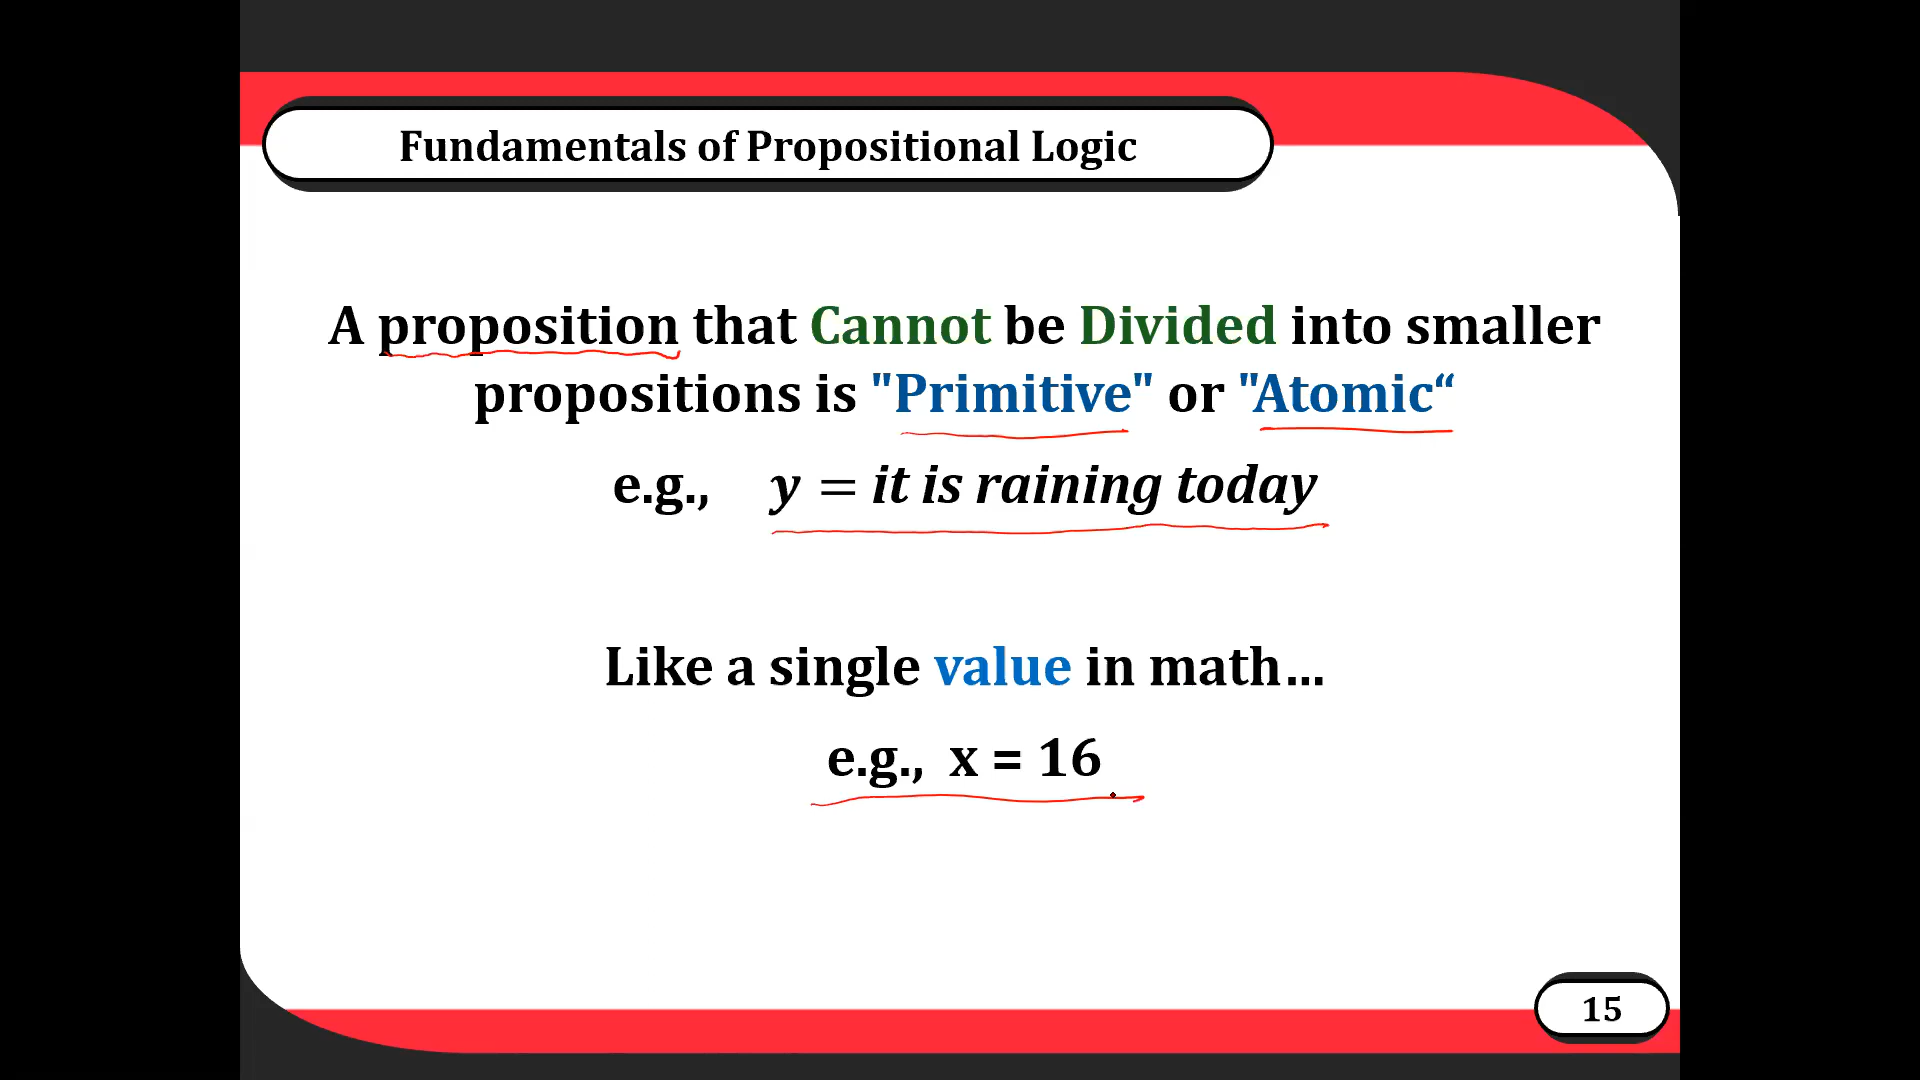 Fundamentals of Propositional Logic
A proposition that Cannot be Divided into smaller
propositions is "Primitive" or "Atomic“
e.g., y = it is raining today
Like a single value in math…
e.g., x = 16
15